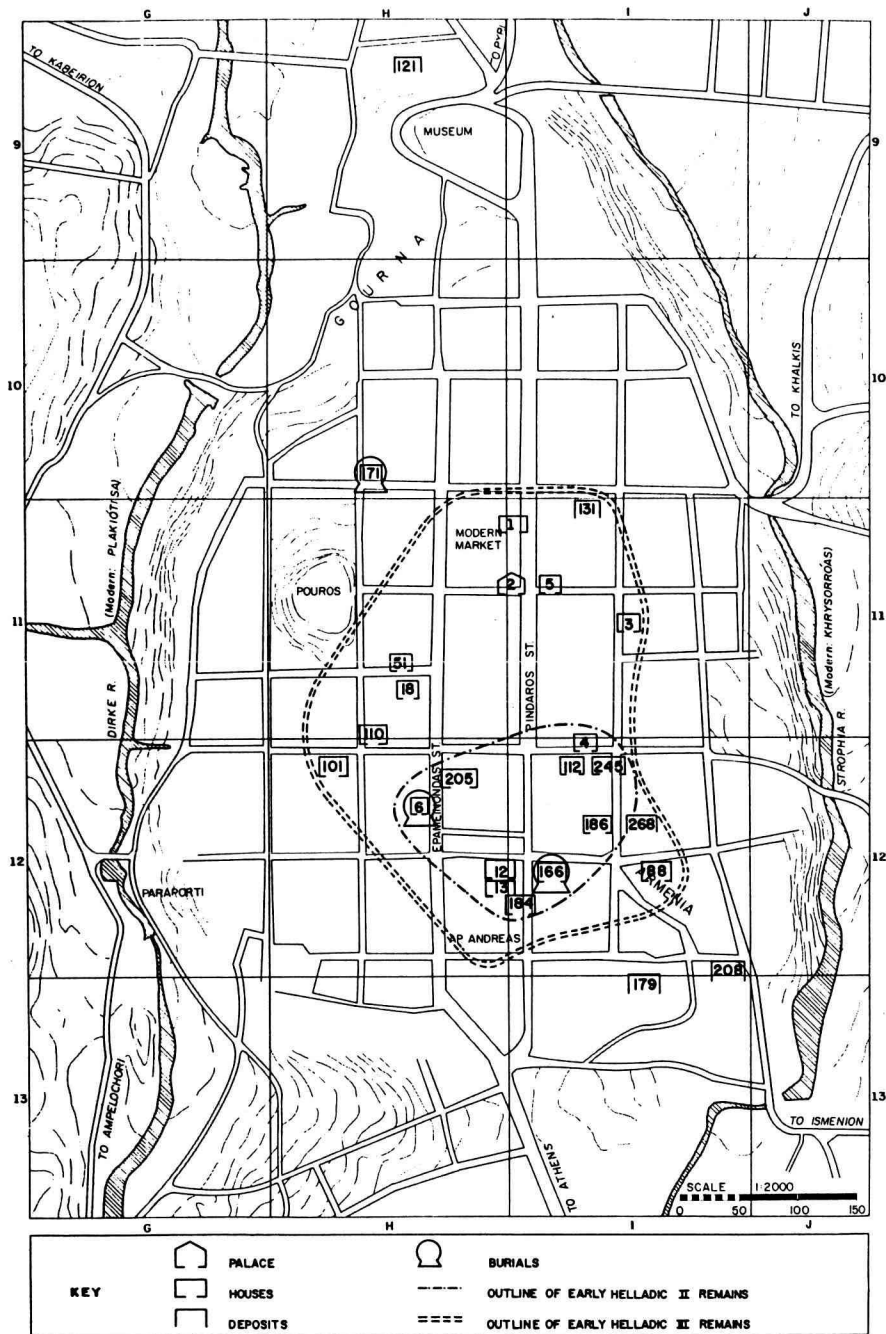 G H I J
TO KABEIRION
121
MUSEUM
9 9
GOURNA
10 10
TO KHALKIS
171
131
1
MODERN
MARKET
(Modern: PLAKIÓTISA)
POUROS
2 5
3
11 11
(Modern: KHRYSORROÁS)
51
18
PINDAROS ST.
DIRKE R.
STROPHIA R.
110
4
101
EPAMEINONDAS ST.
205
112 245
6
186 268
12 12
12
13
166
188
ARMENIA
184
PARAPORTI
AP ANDREAS
179
208
13 13
TO AMPELOCHORI
TO ATHENS
TO ISMENION
SCALE 1:2000
0 50 100 150
G H I J
KEY
PALACE
HOUSES
DEPOSITS
BURIALS
OUTLINE OF EARLY HELLADIC II REMAINS
OUTLINE OF EARLY HELLADIC III REMAINS